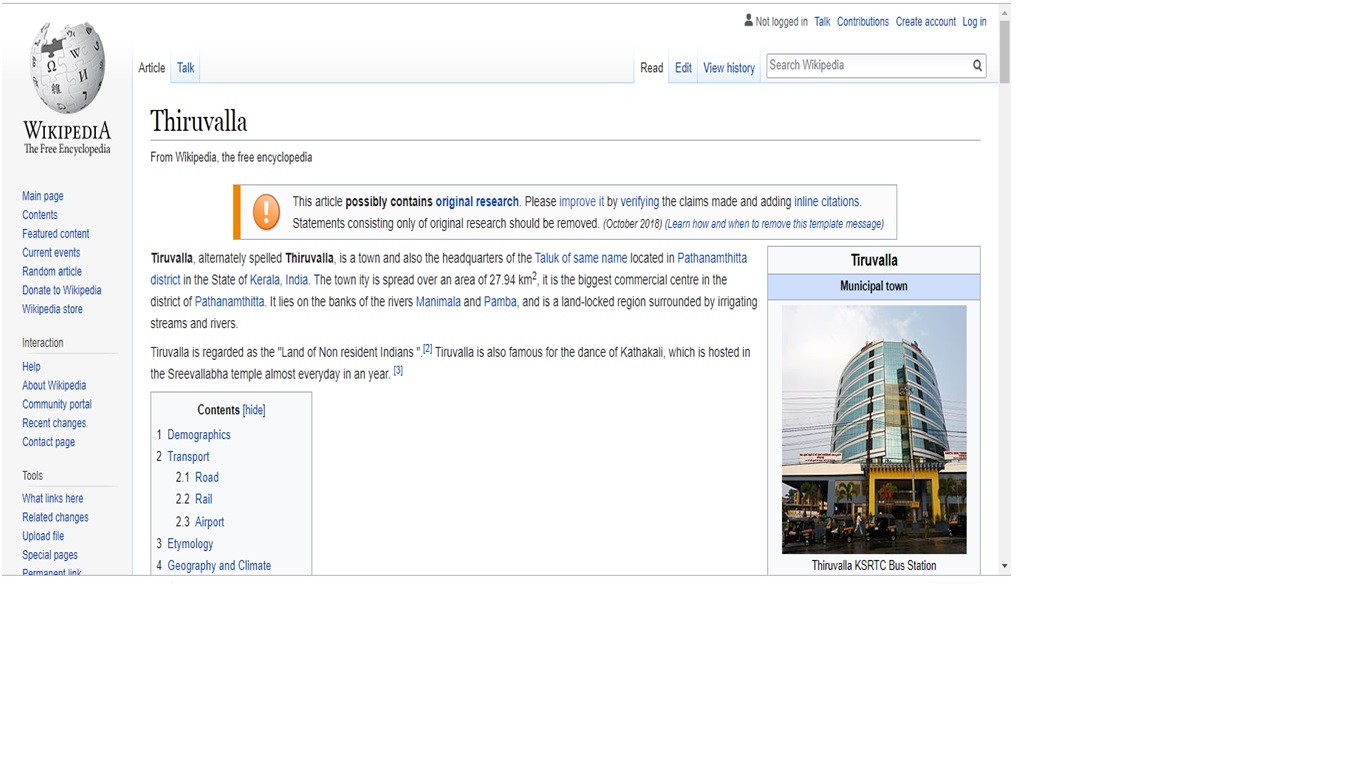 Not logged in Talk Contributions Create account Log in
Article Talk Read Edit View history Search Wikipedia
WIKIPEDIA
The Free Encyclopedia
Main page
Contents
Featured content
Current events
Random article
Donate to Wikipedia
Wikipedia store
Interaction
Help
About Wikipedia
Community portal
Recent changes
Contact page
Tools
What links here
Related changes
Upload file
Special pages
Permanent link
Thiruvalla
From Wikipedia, the free encyclopedia
This article possibly contains original research. Please improve it by verifying the claims made and adding inline citations.
Statements consisting only of original research should be removed. (October 2018) (Learn how and when to remove this template message)
Tiruvalla, alternately spelled Thiruvalla, is a town and also the headquarters of the Taluk of same name located in Pathanamthitta
district in the State of Kerala, India. The town ity is spread over an area of 27.94 km2, it is the biggest commercial centre in the
district of Pathanamthitta. It lies on the banks of the rivers Manimala and Pamba, and is a land-locked region surrounded by irrigating
streams and rivers.
Tiruvalla is regarded as the "Land of Non resident Indians ".[2] Tiruvalla is also famous for the dance of Kathakali, which is hosted in
the Sreevallabha temple almost everyday in an year. [3]
Contents [hide]
1 Demographics
2 Transport
2.1 Road
2.2 Rail
2.3 Airport
3 Etymology
4 Geography and Climate
Tiruvalla
Municipal town
Thiruvalla KSRTC Bus Station